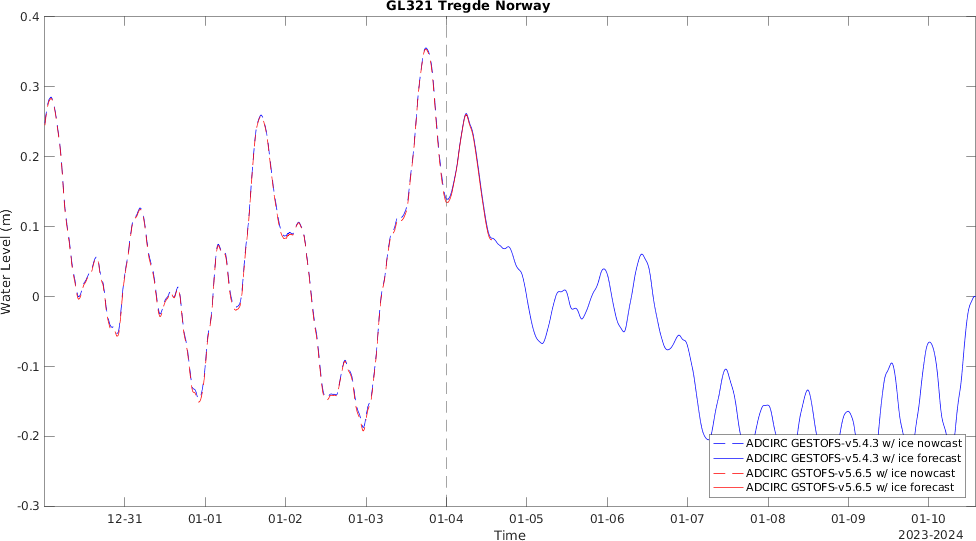 GL321 Tregde Norway
0.4
0.3
0.2
0.1
0
-0.1
-0.2
-0.3
Water Level (m)
ADCIRC GESTOFS-v5.4.3 w/ ice nowcast
ADCIRC GESTOFS-v5.4.3 w/ ice forecast
ADCIRC GSTOFS-v5.6.5 w/ ice nowcast
ADCIRC GSTOFS-v5.6.5 w/ ice forecast
12-31 01-01 01-02 01-03 01-04 01-05 01-06 01-07 01-08 01-09 01-10
Time
2023-2024